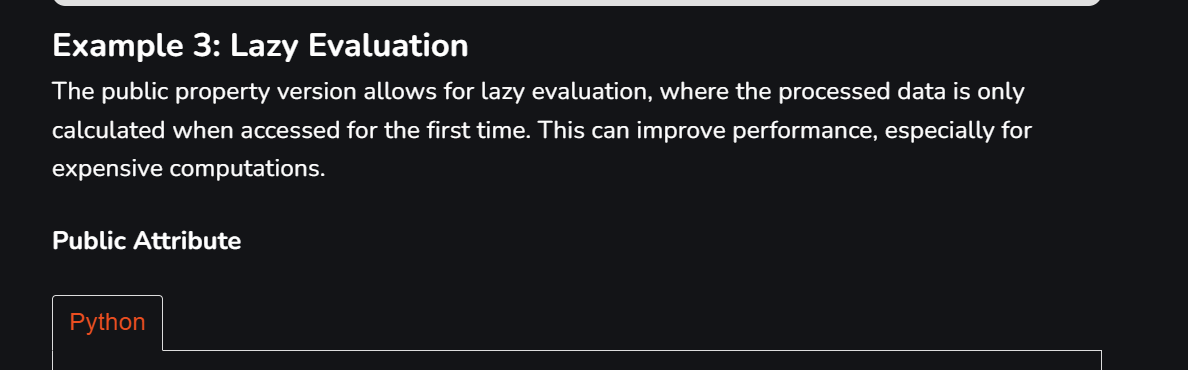 Example 3: Lazy Evaluation
The public property version allows for lazy evaluation, where the processed data is only
calculated when accessed for the first time. This can improve performance, especially for
expensive computations.
Public Attribute
Python